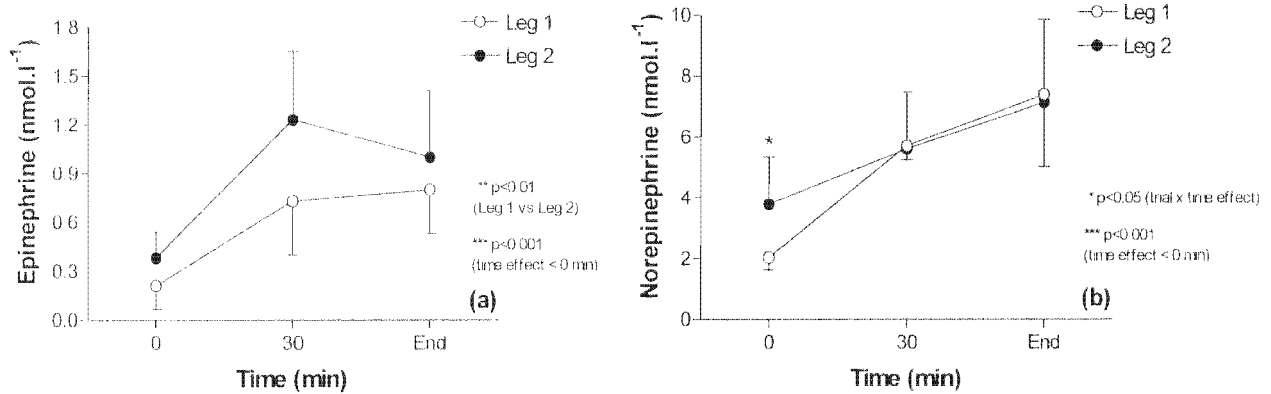 Epinephrine (nmol.l⁻¹)
1.8
1.5
1.2
0.9
0.6
0.3
0.0
Leg 1
Leg 2
** p<0.01
(Leg 1 vs Leg 2)
*** p<0.001
(time effect < 0 min)
(a)
0 30 End
Time (min)
Norepinephrine (nmol.l⁻¹)
10
8
6
4
2
0
*
Leg 1
Leg 2
* p<0.05 (trial x time effect)
*** p<0.001
(time effect < 0 min)
(b)
0 30 End
Time (min)